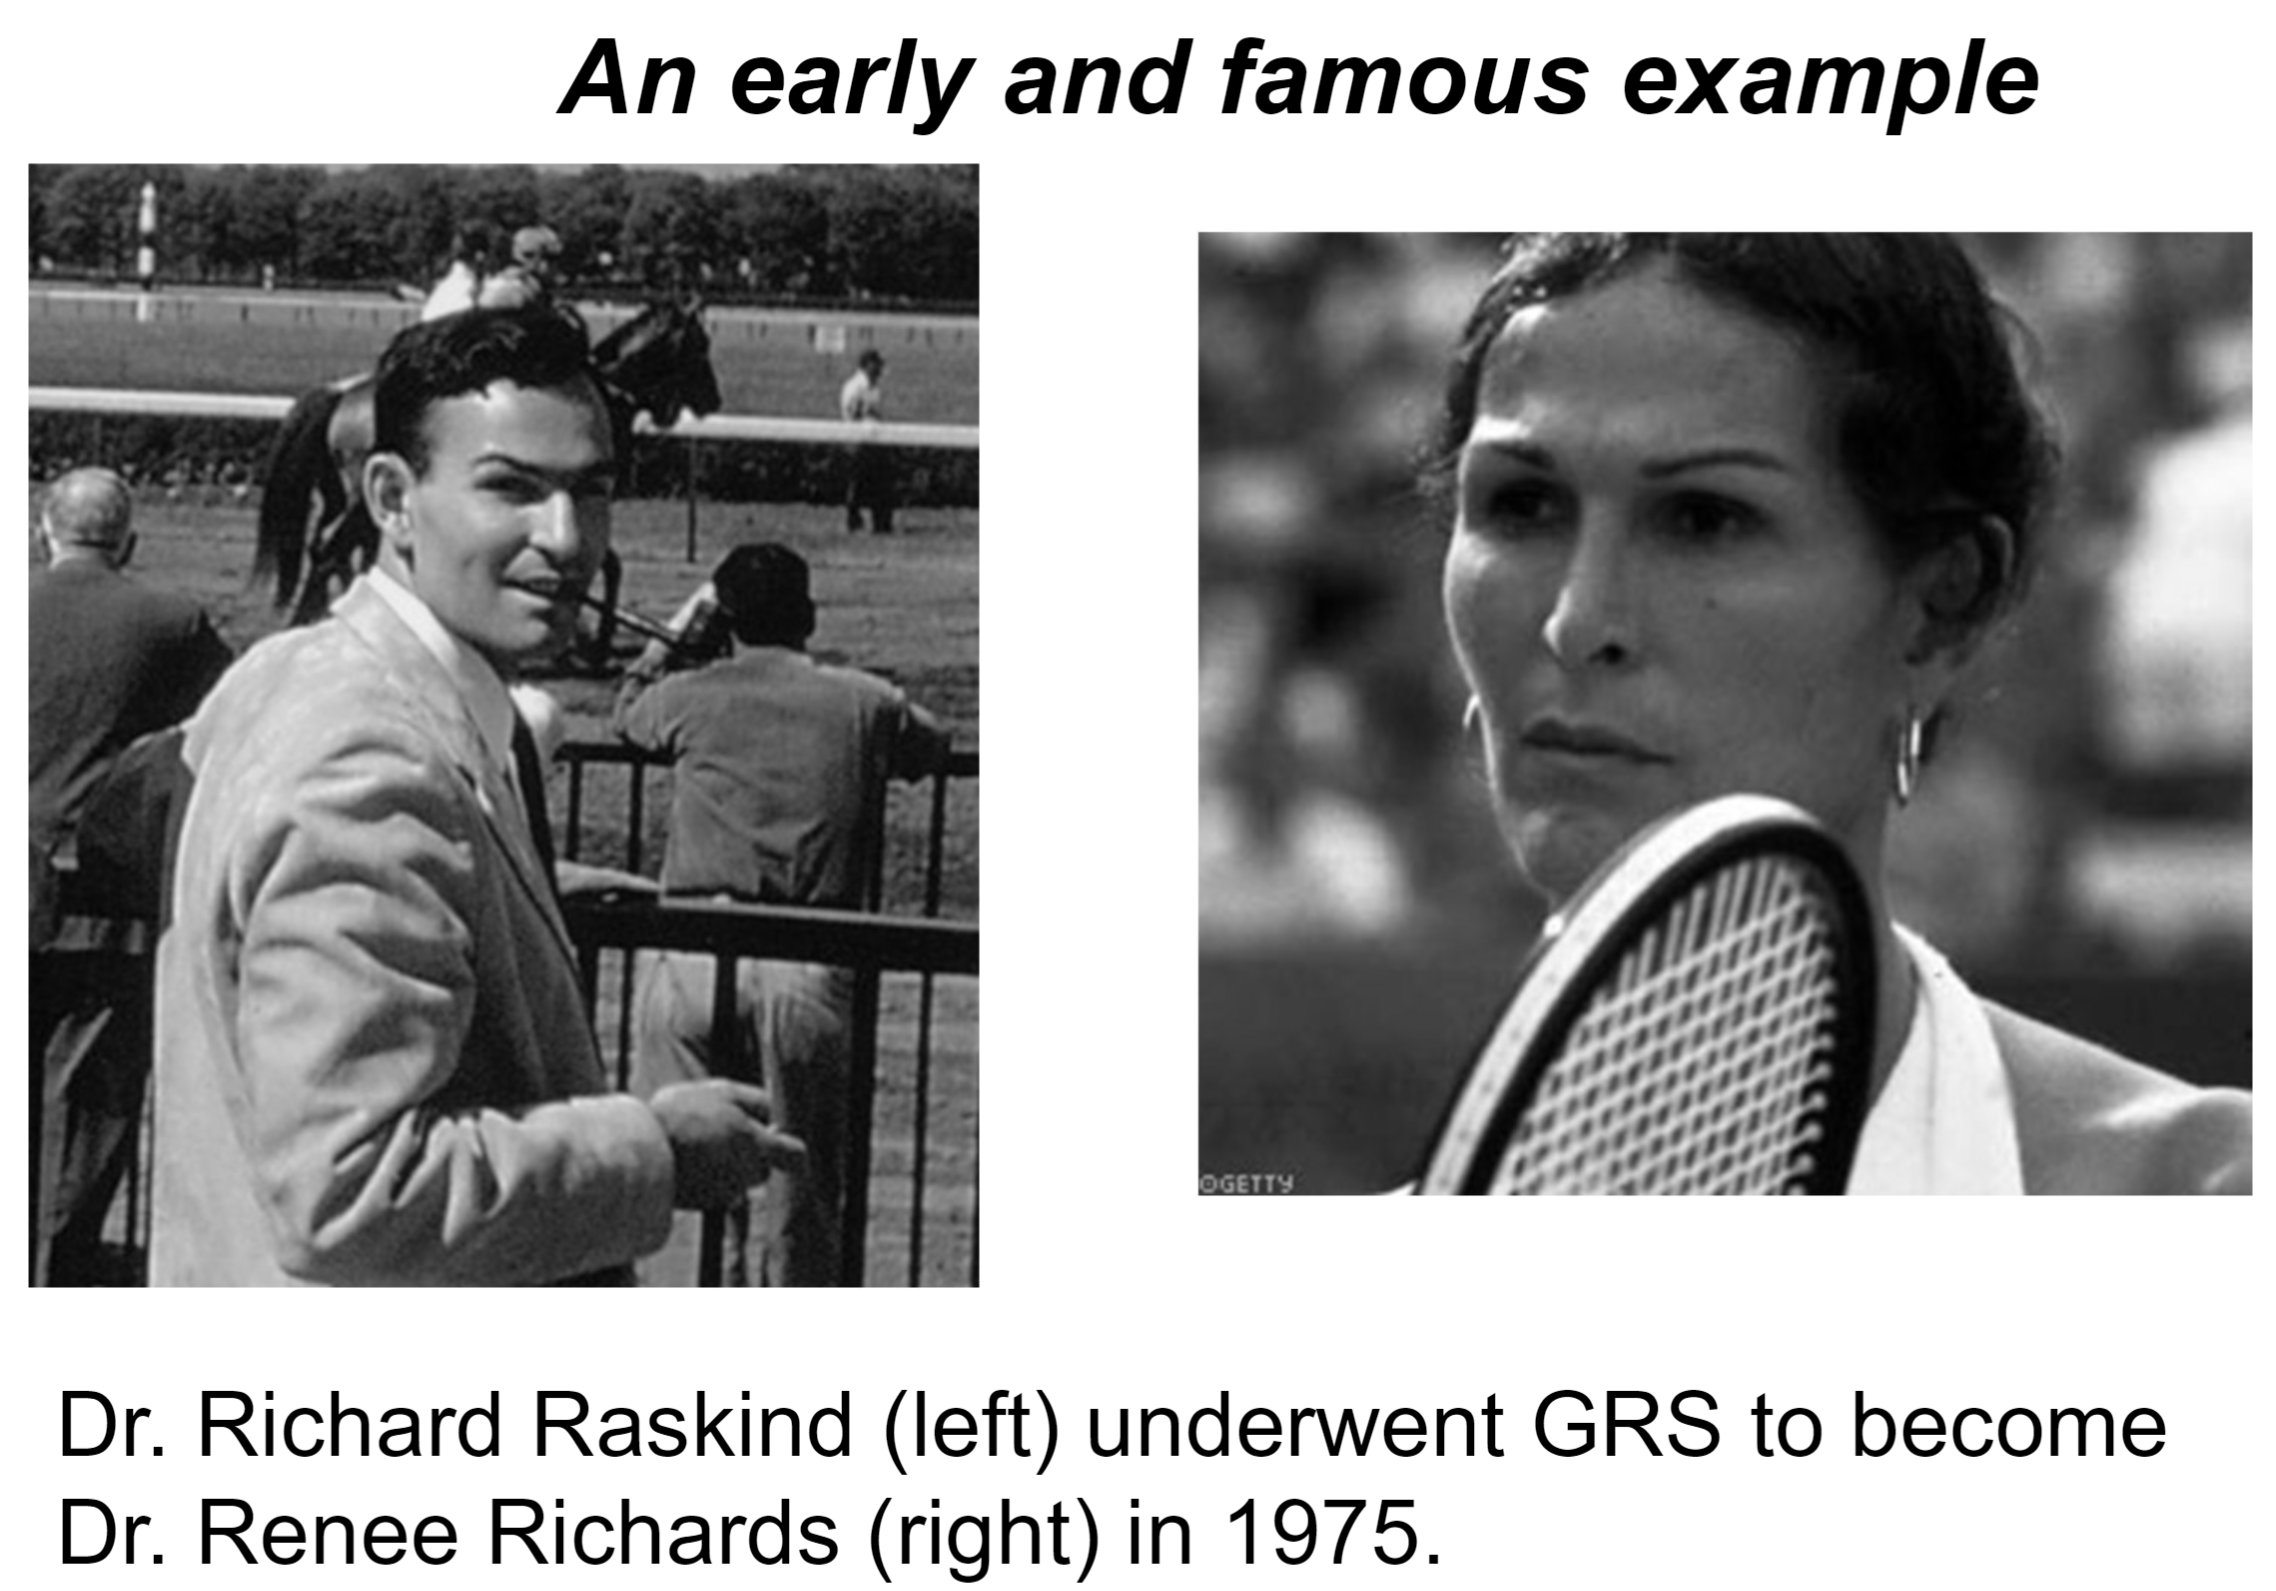 An early and famous example
©GETTY
Dr. Richard Raskind (left) underwent GRS to become
Dr. Renee Richards (right) in 1975.